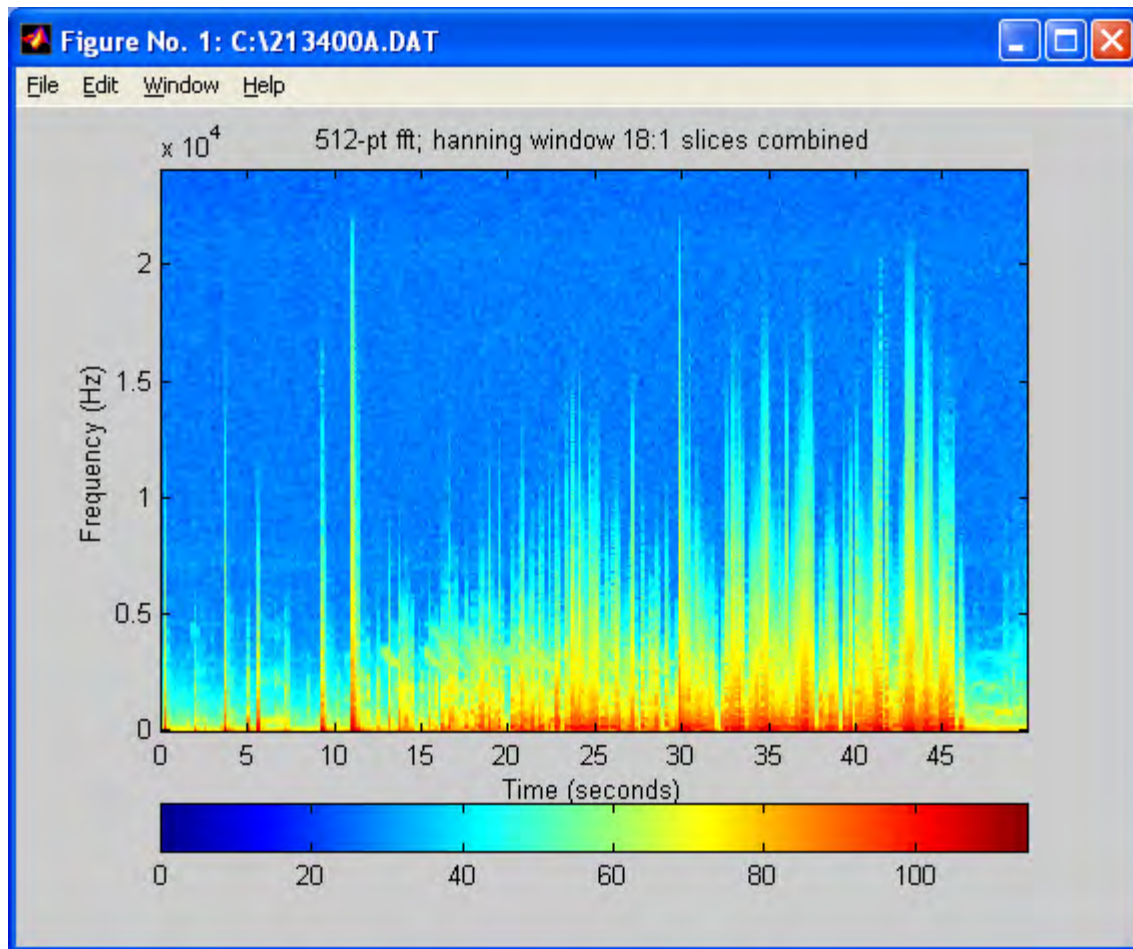 Figure No. 1: C:\213400A.DAT
File Edit Window Help
x 10^4
512-pt fft; hanning window 18:1 slices combined
2
1.5
1
0.5
0
Frequency (Hz)
0 5 10 15 20 25 30 35 40 45
Time (seconds)
0 20 40 60 80 100